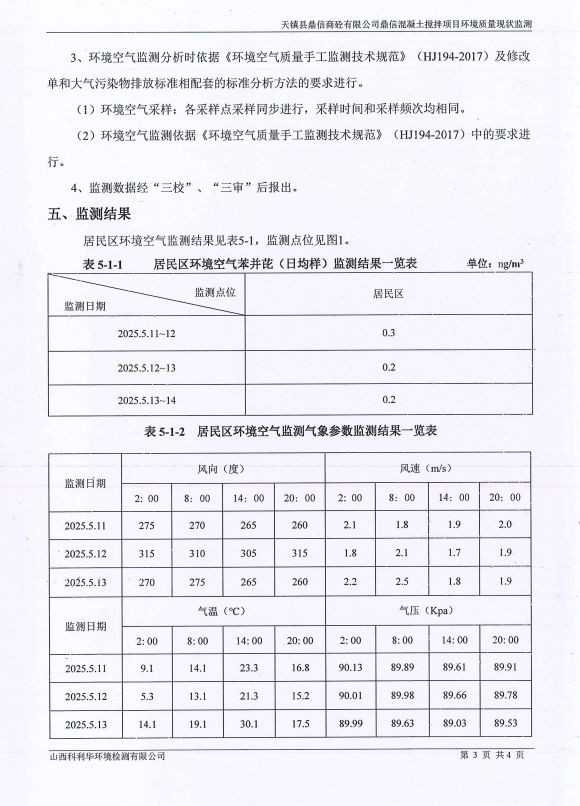 天镇县鼎信商砼有限公司鼎信混凝土搅拌项目环境质量现状监测
3、环境空气监测分析时依据《环境空气质量手工监测技术规范》（HJ194-2017）及修改
单和大气污染物排放标准相配套的标准分析方法的要求进行。
（1）环境空气采样：各采样点采样同步进行，采样时间和采样频次均相同。
（2）环境空气监测依据《环境空气质量手工监测技术规范》（HJ194-2017）中的要求进
行。
4、监测数据经“三校”、“三审”后报出。
五、监测结果
居民区环境空气监测结果见表5-1，监测点位见图1。
表 5-1-1 居民区环境空气苯并芘（日均样）监测结果一览表 单位：ng/m³
监测点位 居民区
监测日期
2025.5.11~12 0.3
2025.5.12~13 0.2
2025.5.13~14 0.2
表 5-1-2 居民区环境空气监测气象参数监测结果一览表
监测日期 风向（度） 风速（m/s）
2：00 8：00 14：00 20：00 2：00 8：00 14：00 20：00
2025.5.11 275 270 265 260 2.1 1.8 1.9 2.0
2025.5.12 315 310 305 315 1.8 2.1 1.7 1.9
2025.5.13 270 275 265 260 2.2 2.5 1.8 1.9
监测日期 气温（℃） 气压（Kpa）
2:00 8:00 14:00 20:00 2:00 8:00 14:00 20:00
2025.5.11 9.1 14.1 23.3 16.8 90.13 89.89 89.61 89.91
2025.5.12 5.3 13.1 21.3 15.2 90.01 89.98 89.66 89.78
2025.5.13 14.1 19.1 30.1 17.5 89.99 89.63 89.03 89.53
山西科利华环境检测有限公司 第 3 页 共 4 页